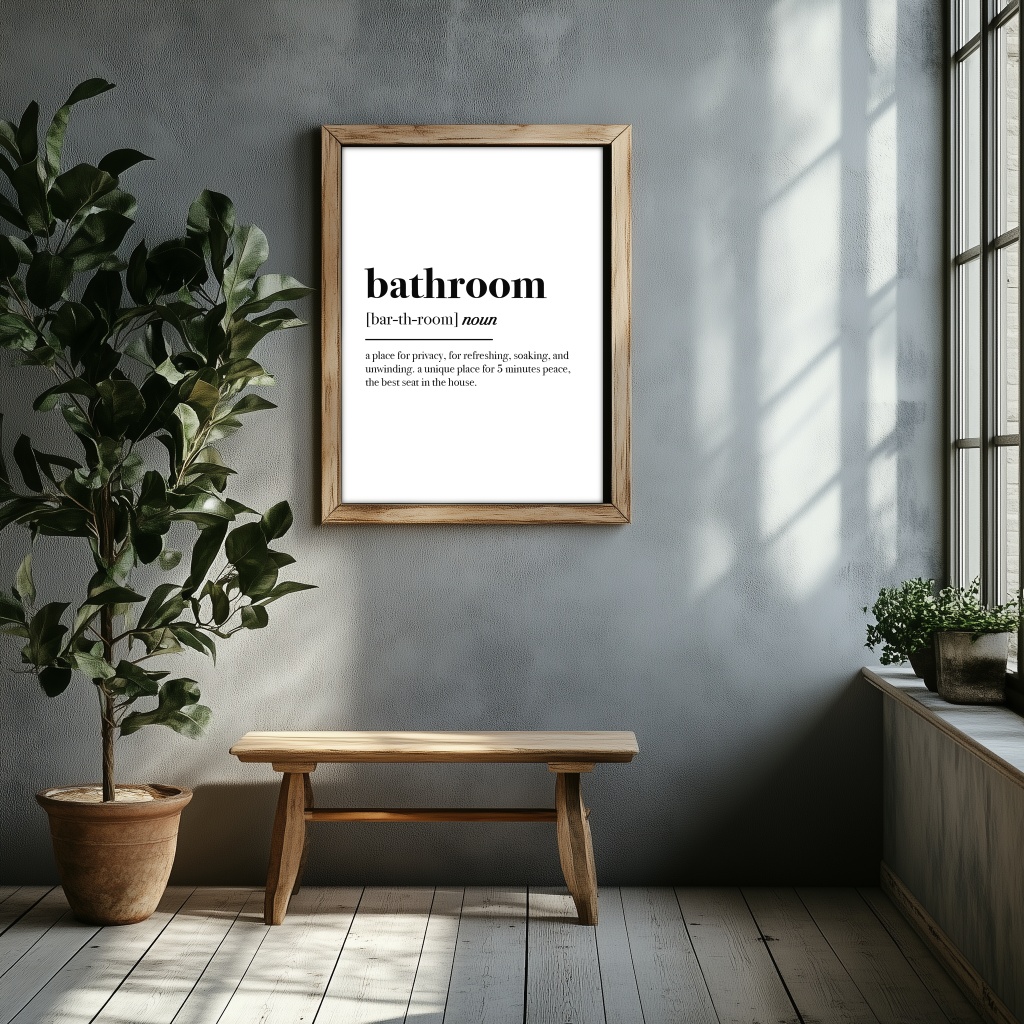 bathroom
[bar-th-room] noun
a place for privacy, for refreshing, soaking, and
unwinding. a unique place for 5 minutes peace,
the best seat in the house.